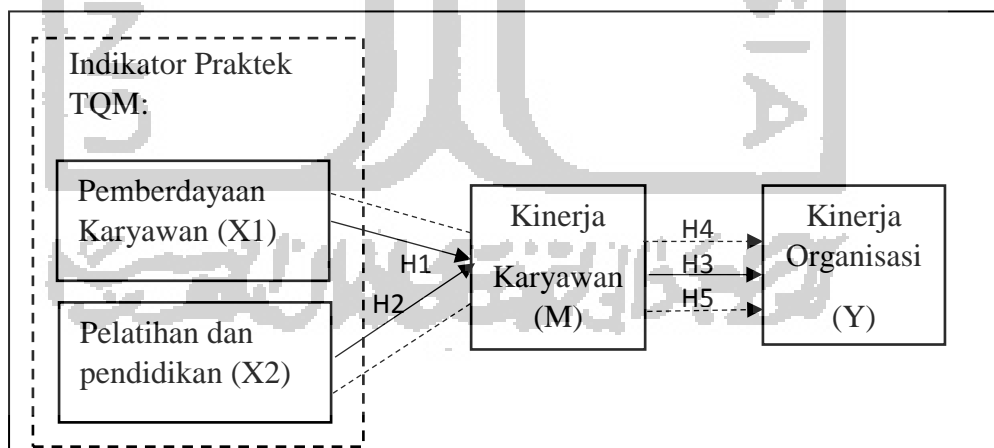 Indikator Praktek
TQM:
Pemberdayaan
Karyawan (X1)
Pelatihan dan
pendidikan (X2)
H1
H2
Kinerja
Karyawan
(M)
H4
H3
H5
Kinerja
Organisasi
(Y)